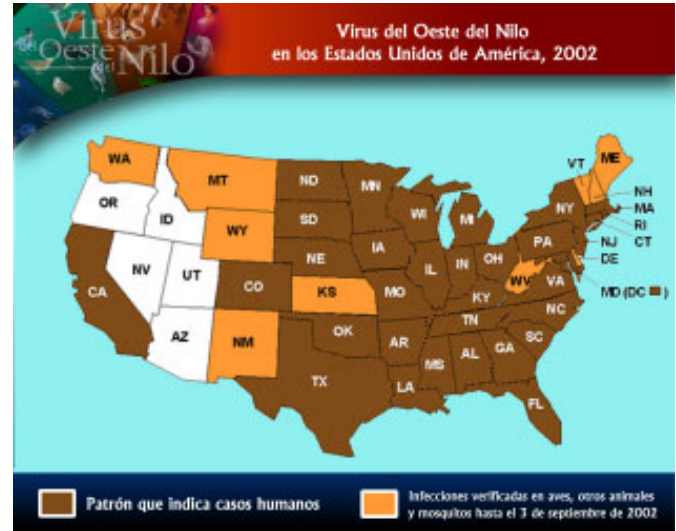 Virus
del Oeste del Nilo
Virus del Oeste del Nilo
en los Estados Unidos de América, 2002
WA
MT
ND
MN
VT
ME
OR
ID
WY
SD
WI
MI
NY
NH
MA
RI
CT
NV
UT
CO
NE
IA
IL
IN
OH
PA
NJ
DE
CA
KS
MO
KY
WV
VA
MD (DC)
AZ
NM
OK
AR
TN
NC
SC
TX
LA
MS
AL
GA
FL
Patrón que indica casos humanos
Infecciones verificadas en aves, otros animales
y mosquitos hasta el 3 de septiembre de 2002